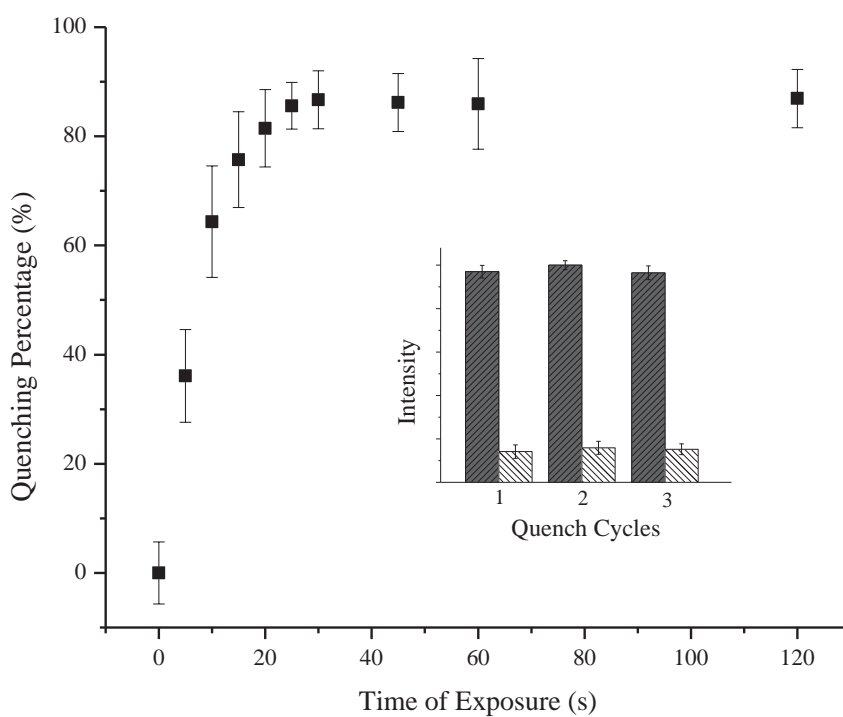 100
80
60
40
20
0
Quenching Percentage (%)
0 20 40 60 80 100 120
Time of Exposure (s)
Intensity
1 2 3
Quench Cycles